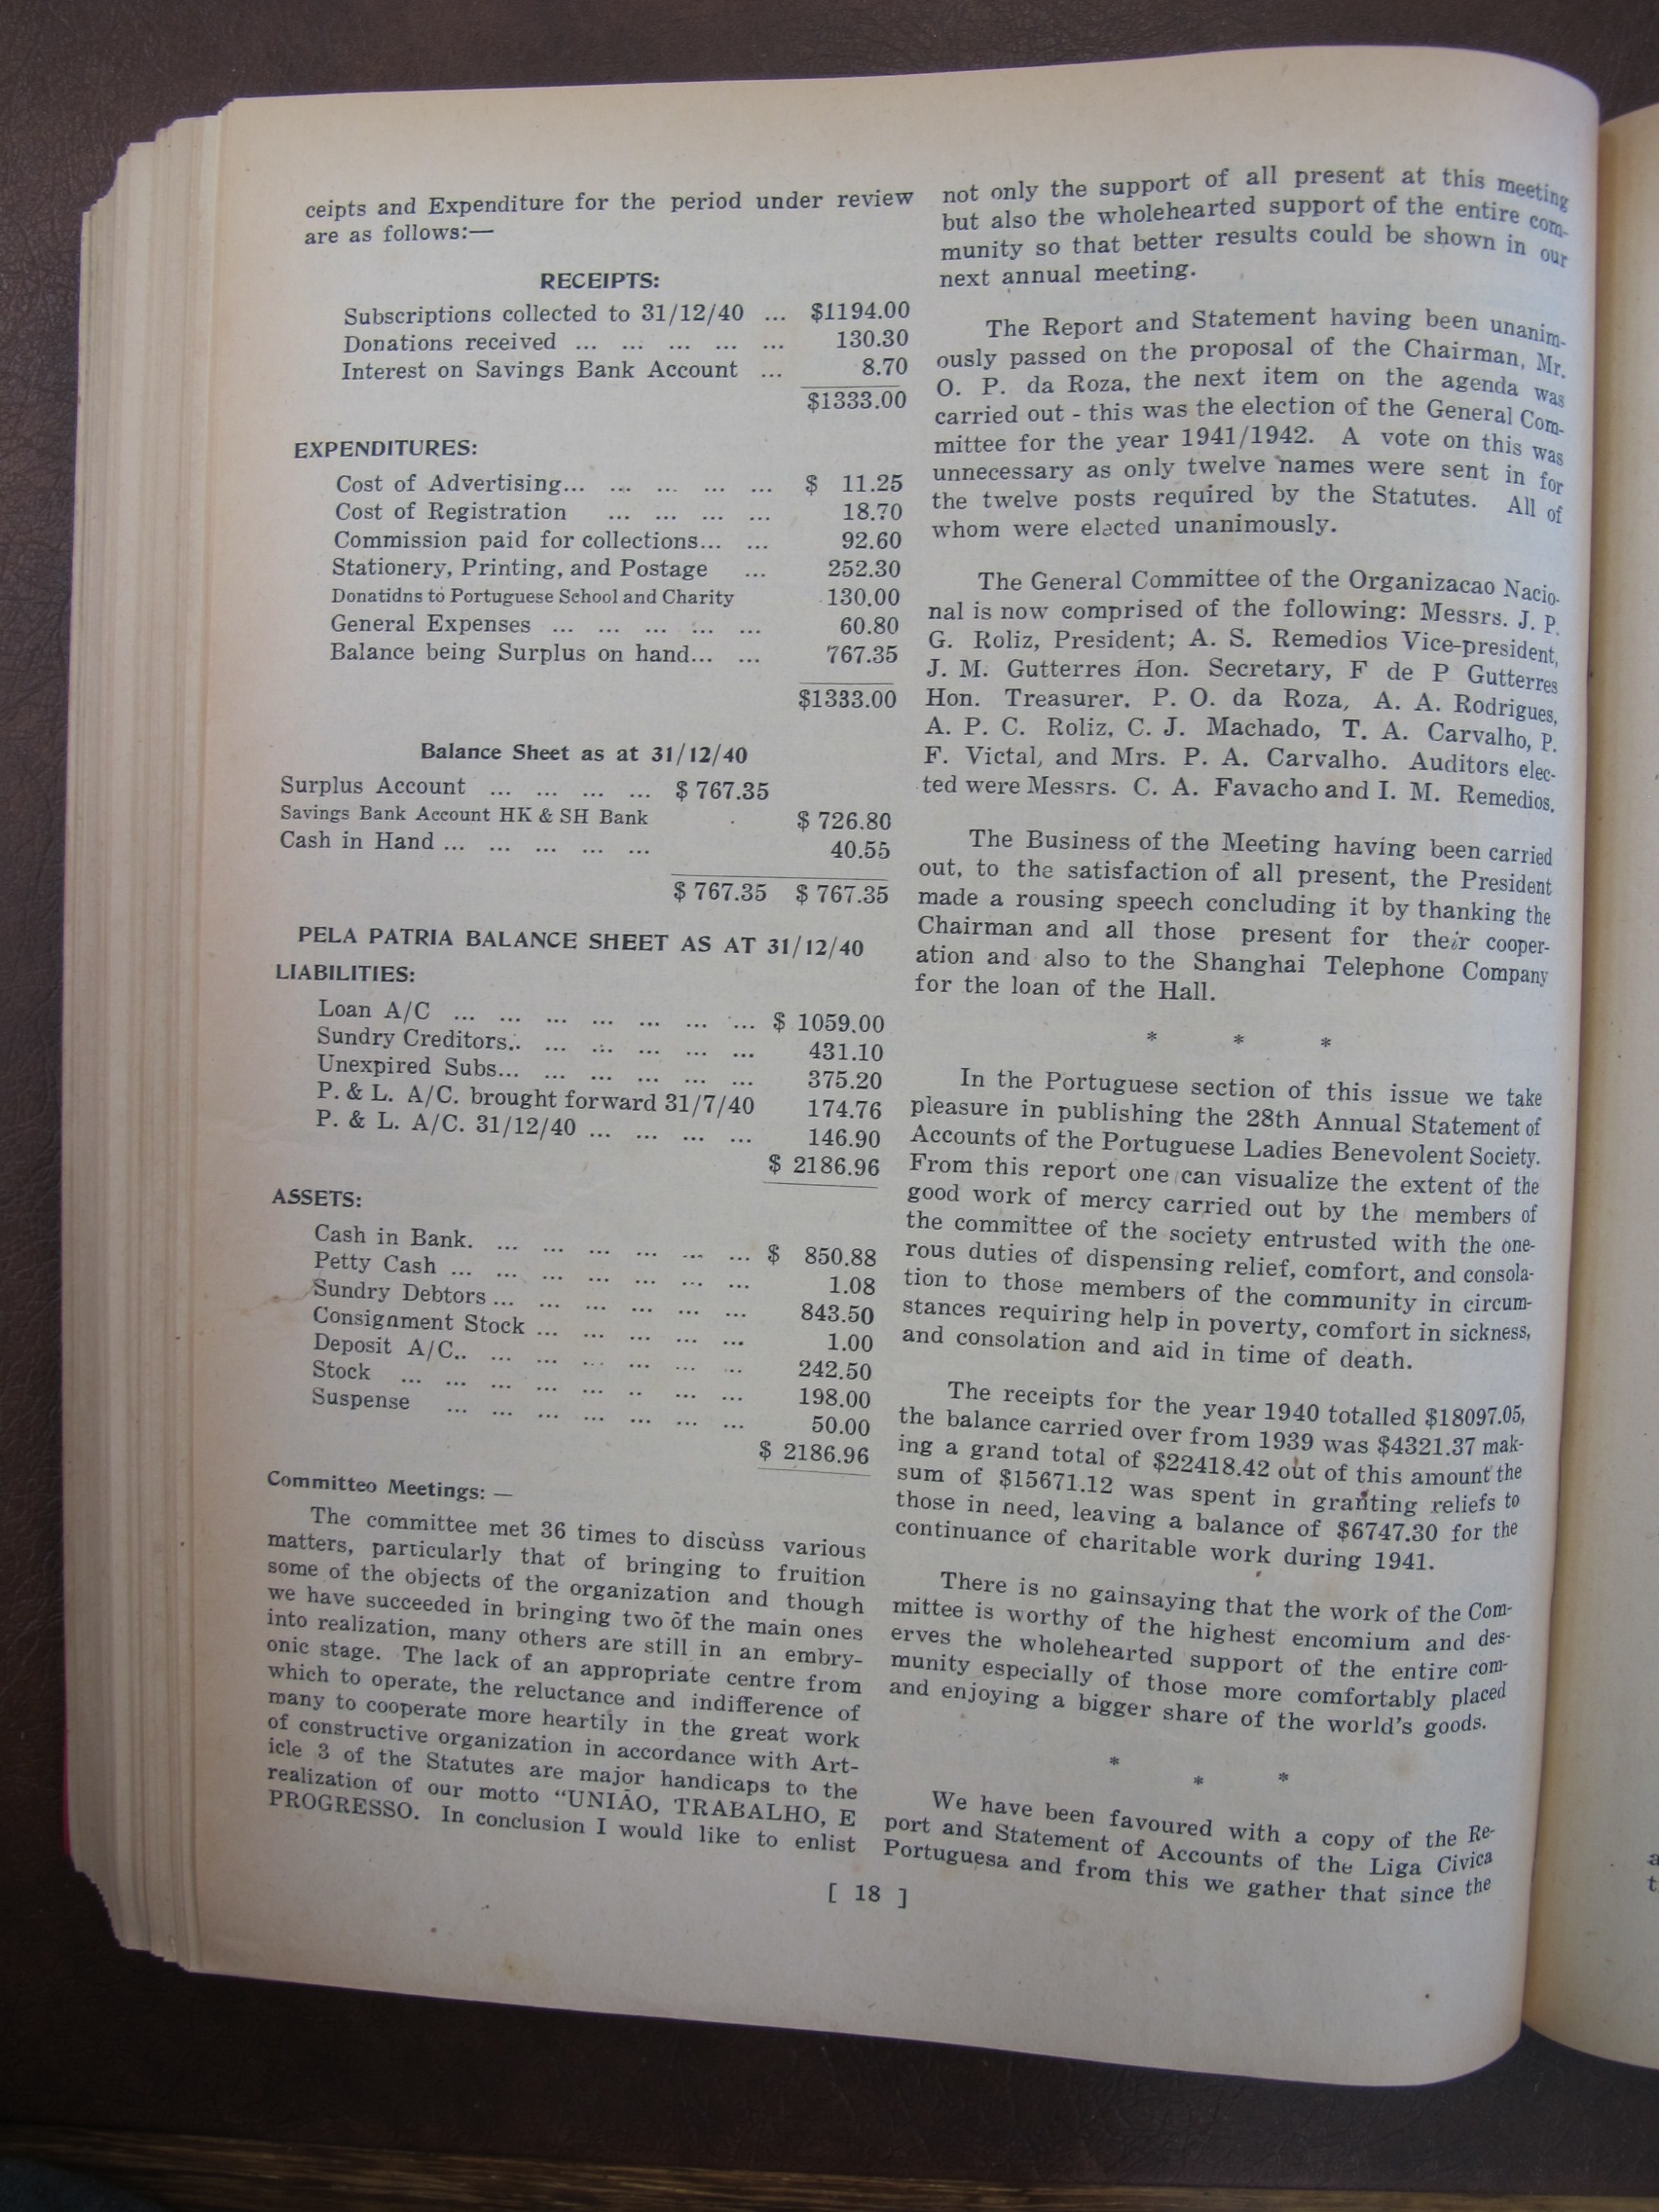 ceipts and Expenditure for the period under review
are as follows:—
RECEIPTS:
Subscriptions collected to 31/12/40 ... $1194.00
Donations received ... ... ... ... ... 130.30
Interest on Savings Bank Account ... 8.70
$1333.00
EXPENDITURES:
Cost of Advertising... ... ... ... ... $ 11.25
Cost of Registration ... ... ... ... 18.70
Commission paid for collections... ... 92.60
Stationery, Printing, and Postage ... 252.30
Donatidns to Portuguese School and Charity 130.00
General Expenses ... ... ... ... ... 60.80
Balance being Surplus on hand... ... 767.35
$1333.00
Balance Sheet as at 31/12/40
Surplus Account ... ... ... ... $ 767.35
Savings Bank Account HK & SH Bank $ 726.80
Cash in Hand ... ... ... ... ... 40.55
$ 767.35 $ 767.35
PELA PATRIA BALANCE SHEET AS AT 31/12/40
LIABILITIES:
Loan A/C ... ... ... ... ... ... ... $ 1059.00
Sundry Creditors.. ... ... ... ... ... 431.10
Unexpired Subs... ... ... ... ... ... 375.20
P. & L. A/C. brought forward 31/7/40 174.76
P. & L. A/C. 31/12/40 ... ... ... ... 146.90
$ 2186.96
ASSETS:
Cash in Bank. ... ... ... ... ... ... $ 850.88
Petty Cash ... ... ... ... ... ... ... 1.08
Sundry Debtors ... ... ... ... ... ... 843.50
Consignment Stock ... ... ... ... ... 1.00
Deposit A/C.. ... ... ... ... ... ... 242.50
Stock ... ... ... ... ... .. ... ... 198.00
Suspense ... ... ... ... ... ... ... 50.00
$ 2186.96
Committeo Meetings: —
The committee met 36 times to discùss various
matters, particularly that of bringing to fruition
some of the objects of the organization and though
we have succeeded in bringing two of the main ones
into realization, many others are still in an embry-
onic stage. The lack of an appropriate centre from
which to operate, the reluctance and indifference of
many to cooperate more heartily in the great work
of constructive organization in accordance with Art-
icle 3 of the Statutes are major handicaps to the
realization of our motto “UNIÃO, TRABALHO, E
PROGRESSO. In conclusion I would like to enlist
not only the support of all present at this meeting
but also the wholehearted support of the entire com-
munity so that better results could be shown in our
next annual meeting.
The Report and Statement having been unanim-
ously passed on the proposal of the Chairman, Mr.
O. P. da Roza, the next item on the agenda was
carried out - this was the election of the General Com-
mittee for the year 1941/1942. A vote on this was
unnecessary as only twelve names were sent in for
the twelve posts required by the Statutes. All of
whom were elected unanimously.
The General Committee of the Organizacao Nacio-
nal is now comprised of the following: Messrs. J. P.
G. Roliz, President; A. S. Remedios Vice-president,
J. M. Gutterres Hon. Secretary, F de P Gutterres
Hon. Treasurer. P. O. da Roza, A. A. Rodrigues,
A. P. C. Roliz, C. J. Machado, T. A. Carvalho, P.
F. Victal, and Mrs. P. A. Carvalho. Auditors elec-
ted were Messrs. C. A. Favacho and I. M. Remedios.
The Business of the Meeting having been carried
out, to the satisfaction of all present, the President
made a rousing speech concluding it by thanking the
Chairman and all those present for their cooper-
ation and also to the Shanghai Telephone Company
for the loan of the Hall.
* * *
In the Portuguese section of this issue we take
pleasure in publishing the 28th Annual Statement of
Accounts of the Portuguese Ladies Benevolent Society.
From this report one can visualize the extent of the
good work of mercy carried out by the members of
the committee of the society entrusted with the one-
rous duties of dispensing relief, comfort, and consola-
tion to those members of the community in circum-
stances requiring help in poverty, comfort in sickness,
and consolation and aid in time of death.
The receipts for the year 1940 totalled $18097.05,
the balance carried over from 1939 was $4321.37 mak-
ing a grand total of $22418.42 out of this amount the
sum of $15671.12 was spent in granting reliefs to
those in need, leaving a balance of $6747.30 for the
continuance of charitable work during 1941.
There is no gainsaying that the work of the Com-
mittee is worthy of the highest encomium and des-
erves the wholehearted support of the entire com-
munity especially of those more comfortably placed
and enjoying a bigger share of the world’s goods.
* * *
We have been favoured with a copy of the Re-
port and Statement of Accounts of the Liga Civica
Portuguesa and from this we gather that since the
[ 18 ]